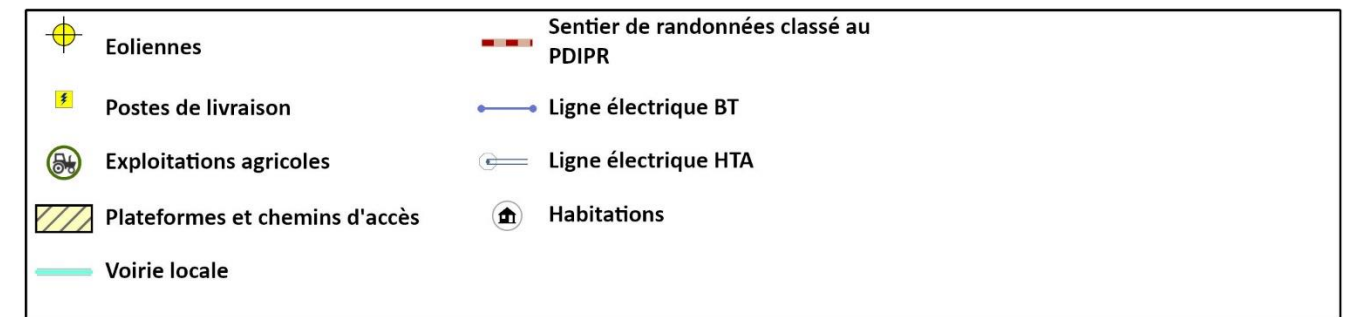 Eoliennes
Postes de livraison
Exploitations agricoles
Plateformes et chemins d'accès
Voirie locale
Sentier de randonnées classé au
PDIPR
Ligne électrique BT
Ligne électrique HTA
Habitations